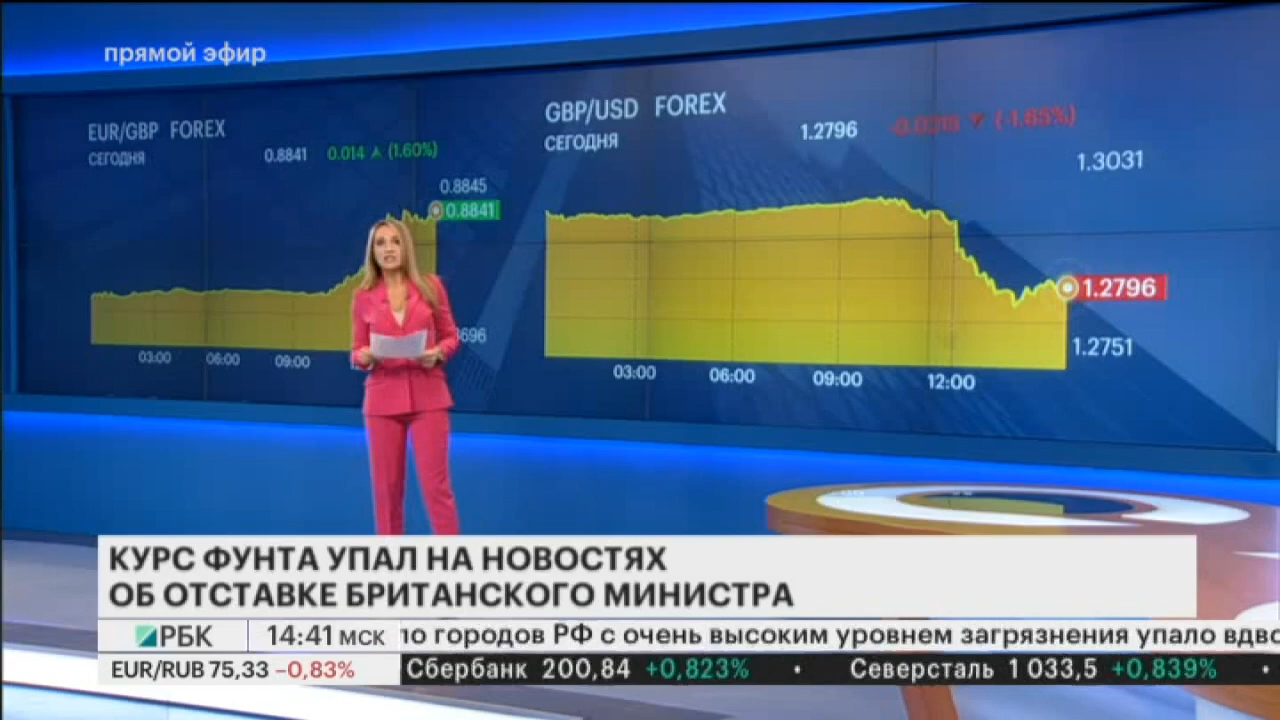 прямой эфир
EUR/GBP FOREX
СЕГОДНЯ
0.8841 0.014 ▲ (1.60%)
0.8845
0.8841
03:00 06:00 09:00
GBP/USD FOREX
СЕГОДНЯ
1.2796 ▼ (-1.65%)
1.3031
1.2796
1.2751
03:00 06:00 09:00 12:00
КУРС ФУНТА УПАЛ НА НОВОСТЯХ
ОБ ОТСТАВКЕ БРИТАНСКОГО МИНИСТРА
РБК 14:41 МСК ло городов РФ с очень высоким уровнем загрязнения упало вдво
EUR/RUB 75,33 −0,83% Сбербанк 200,84 +0,823% • Северсталь 1 033,5 +0,839% •